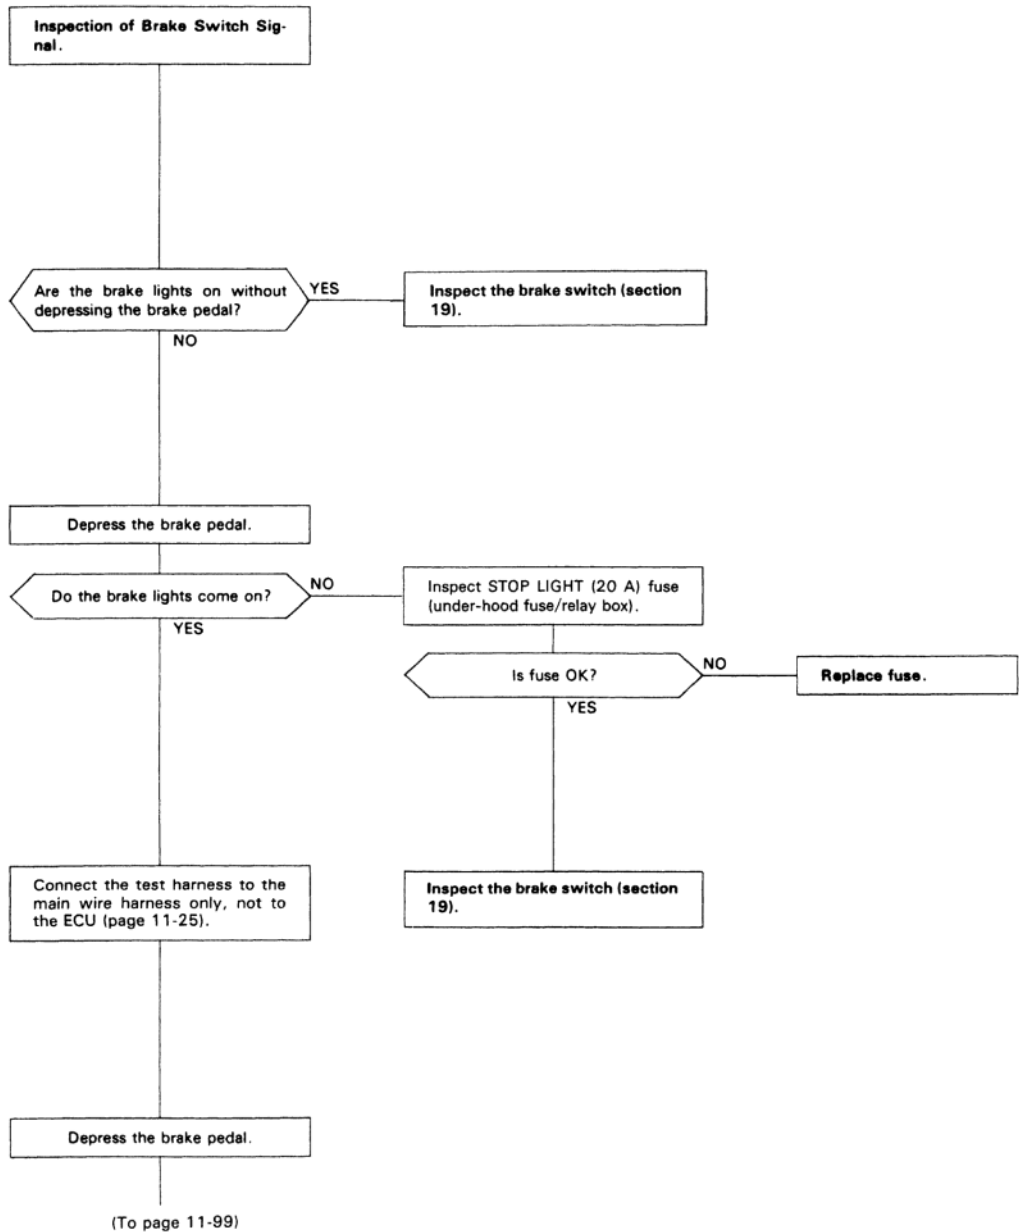 Inspection of Brake Switch Sig-
nal.
Are the brake lights on without
depressing the brake pedal?
YES
Inspect the brake switch (section
19).
NO
Depress the brake pedal.
Do the brake lights come on?
NO
Inspect STOP LIGHT (20 A) fuse
(under-hood fuse/relay box).
YES
Is fuse OK?
NO
Replace fuse.
YES
Connect the test harness to the
main wire harness only, not to
the ECU (page 11-25).
Inspect the brake switch (section
19).
Depress the brake pedal.
(To page 11-99)